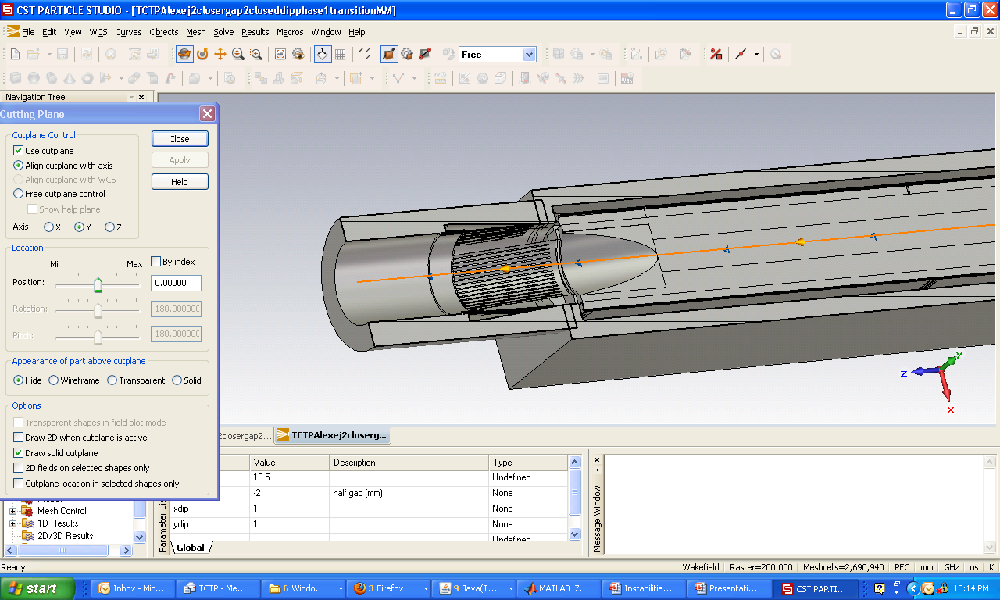 CST PARTICLE STUDIO - [TCTPAlexej2closergap2closeddipphase1transitionMM]
File Edit View WCS Curves Objects Mesh Solve Results Macros Window Help
Free
Navigation Tree
Cutting Plane
Cutplane Control
Use cutplane
Align cutplane with axis
Align cutplane with WCS
Free cutplane control
Show help plane
Axis: X Y Z
Close
Apply
Help
Location
Min Max By index
Position: 0.00000
Rotation: 180.00000
Pitch: 180.00000
Appearance of part above cutplane
Hide Wireframe Transparent Solid
Options
Transparent shapes in field plot mode
Draw 2D when cutplane is active
Draw solid cutplane
2D fields on selected shapes only
Cutplane location in selected shapes only
Mesh Control
1D Results
2D/3D Results
z y x
2closergap2... TCTPAlexej2closerg...
Value Description Type
10.5 Undefined
-2 half gap (mm) None
xdip 1 None
ydip 1 None
Undefined
Parameter Lis
Global
Message Window
Ready
Wakefield Raster=200.000 Meshcells=2,690,940 PEC mm GHz ns K
start
Inbox - Mic...
TCTP - Me...
6 Windo...
3 Firefox
9 Java(T...
MATLAB 7...
Instabilitie...
Presentati...
CST PARTI...
10:14 PM